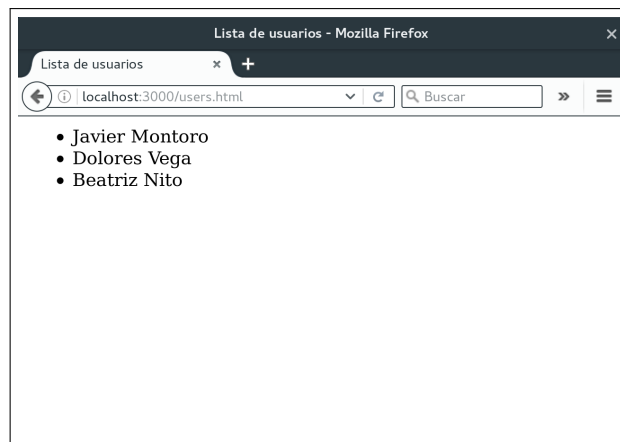 Lista de usuarios - Mozilla Firefox
Lista de usuarios
localhost:3000/users.html
Buscar
• Javier Montoro
• Dolores Vega
• Beatriz Nito